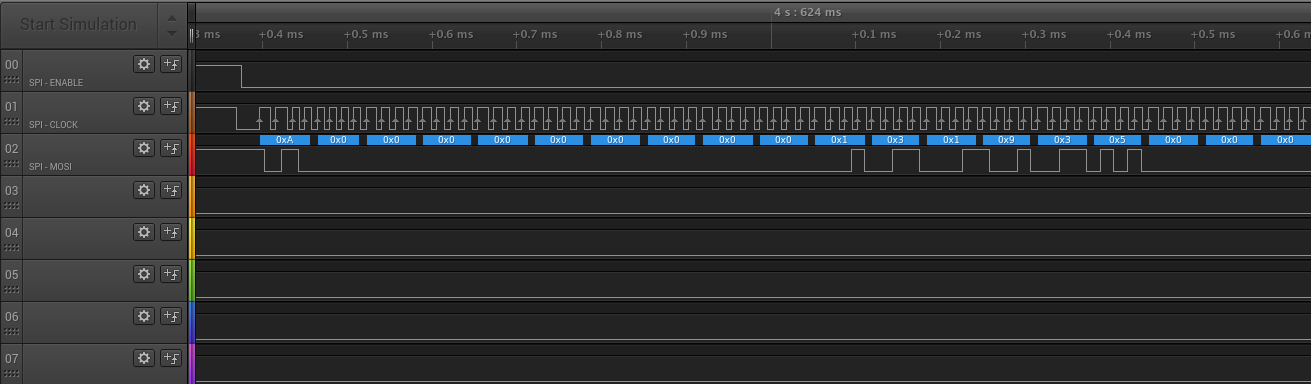 Start Simulation
4 s : 624 ms
3 ms +0.4 ms +0.5 ms +0.6 ms +0.7 ms +0.8 ms +0.9 ms +0.1 ms +0.2 ms +0.3 ms +0.4 ms +0.5 ms +0.6 m
00
SPI - ENABLE
01
SPI - CLOCK
0xA 0x0 0x0 0x0 0x0 0x0 0x0 0x0 0x0 0x0 0x1 0x3 0x1 0x9 0x3 0x5 0x0 0x0 0x0
02
SPI - MOSI
03
04
05
06
07